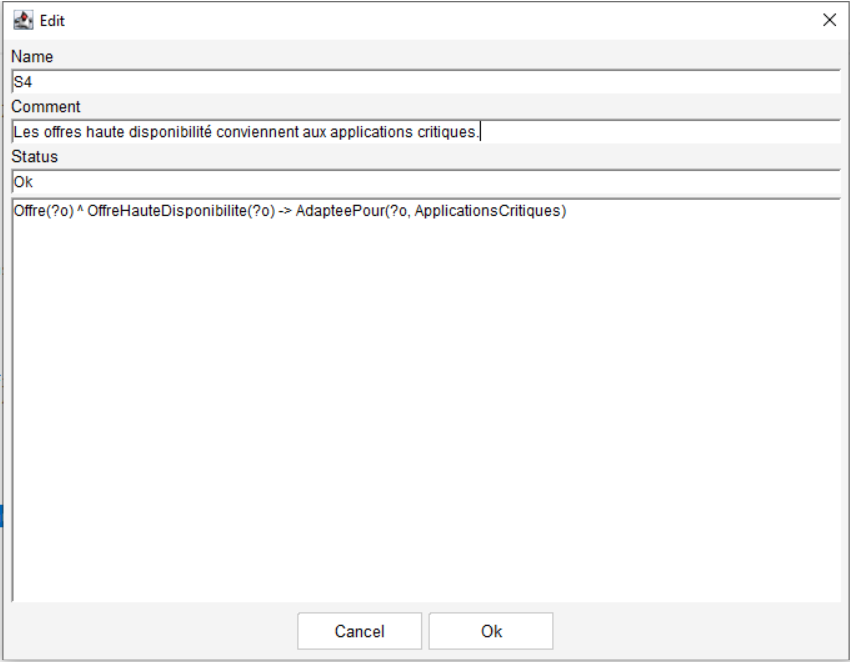 Edit
Name
S4
Comment
Les offres haute disponibilité conviennent aux applications critiques.
Status
Ok
Offre(?o) ^ OffreHauteDisponibilite(?o) -> AdapteePour(?o, ApplicationsCritiques)
Cancel
Ok